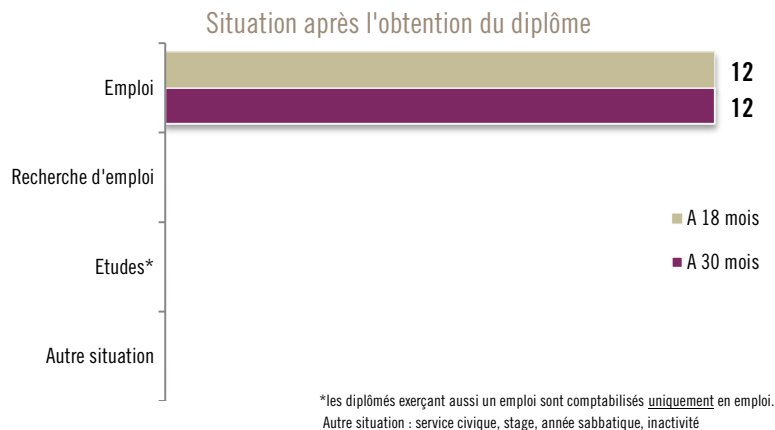 Situation après l'obtention du diplôme
Emploi
12
12
Recherche d'emploi
A 18 mois
Etudes*
A 30 mois
Autre situation
*les diplômés exerçant aussi un emploi sont comptabilisés uniquement en emploi.
Autre situation : service civique, stage, année sabbatique, inactivité